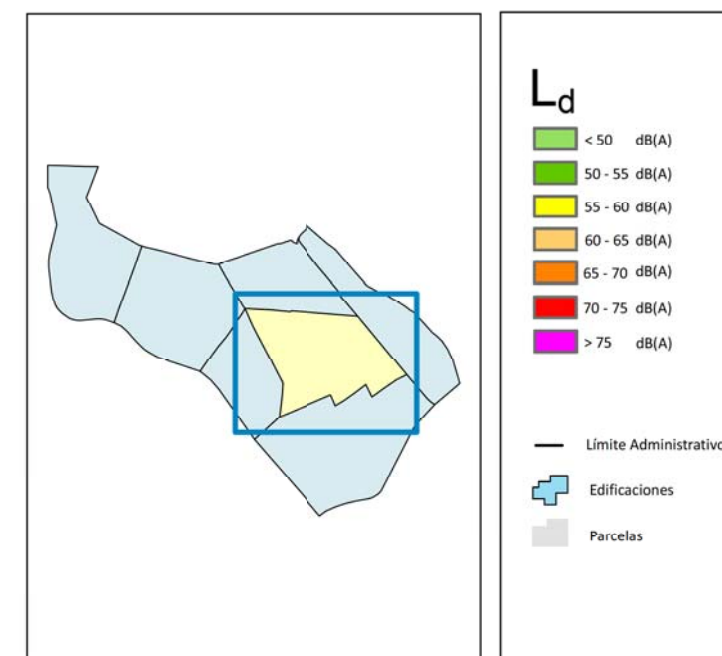 Ld
< 50 dB(A)
50 - 55 dB(A)
55 - 60 dB(A)
60 - 65 dB(A)
65 - 70 dB(A)
70 - 75 dB(A)
> 75 dB(A)
Límite Administrativo
Edificaciones
Parcelas